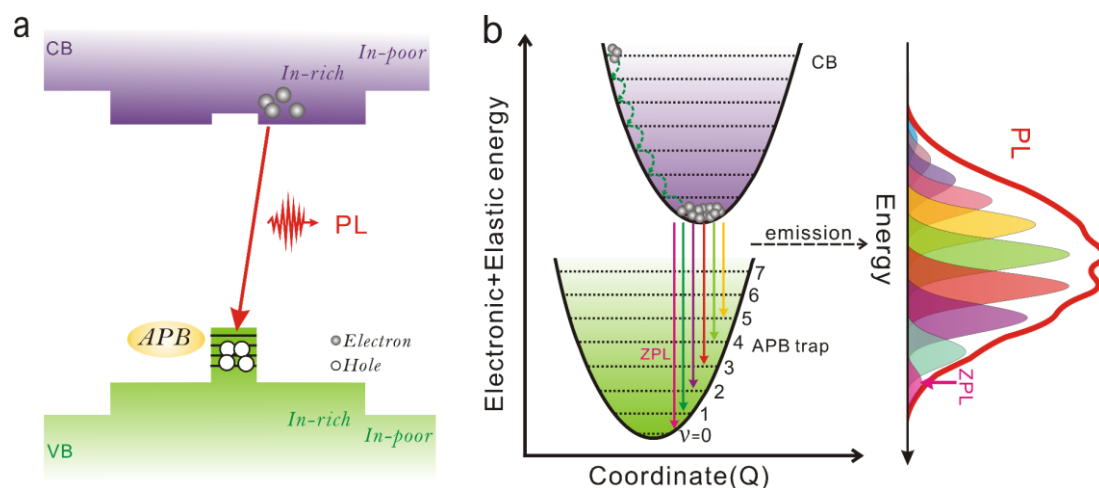 a
CB
In-poor
In-rich
PL
APB
Electron
Hole
In-rich
In-poor
VB
b
Electronic+Elastic energy
CB
emission
7
6
5
4
APB trap
3
2
1
ν=0
ZPL
Coordinate(Q)
Energy
PL
ZPL